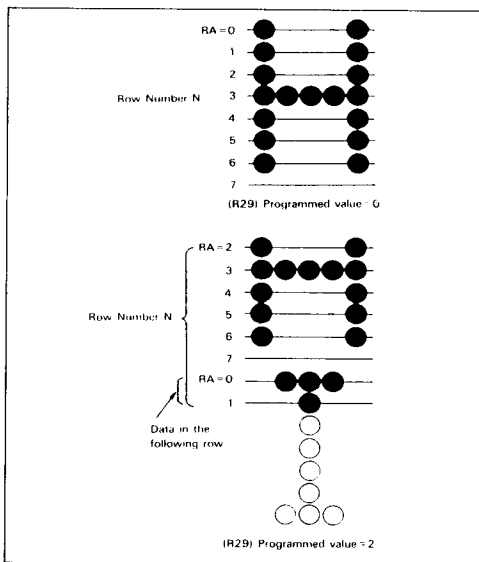 RA=0
1
2
Row Number N 3
4
5
6
7
(R29) Programmed value=0
RA=2
3
4
5
Row Number N
6
7
RA=0
1
Data in the
following row
(R29) Programmed value=2